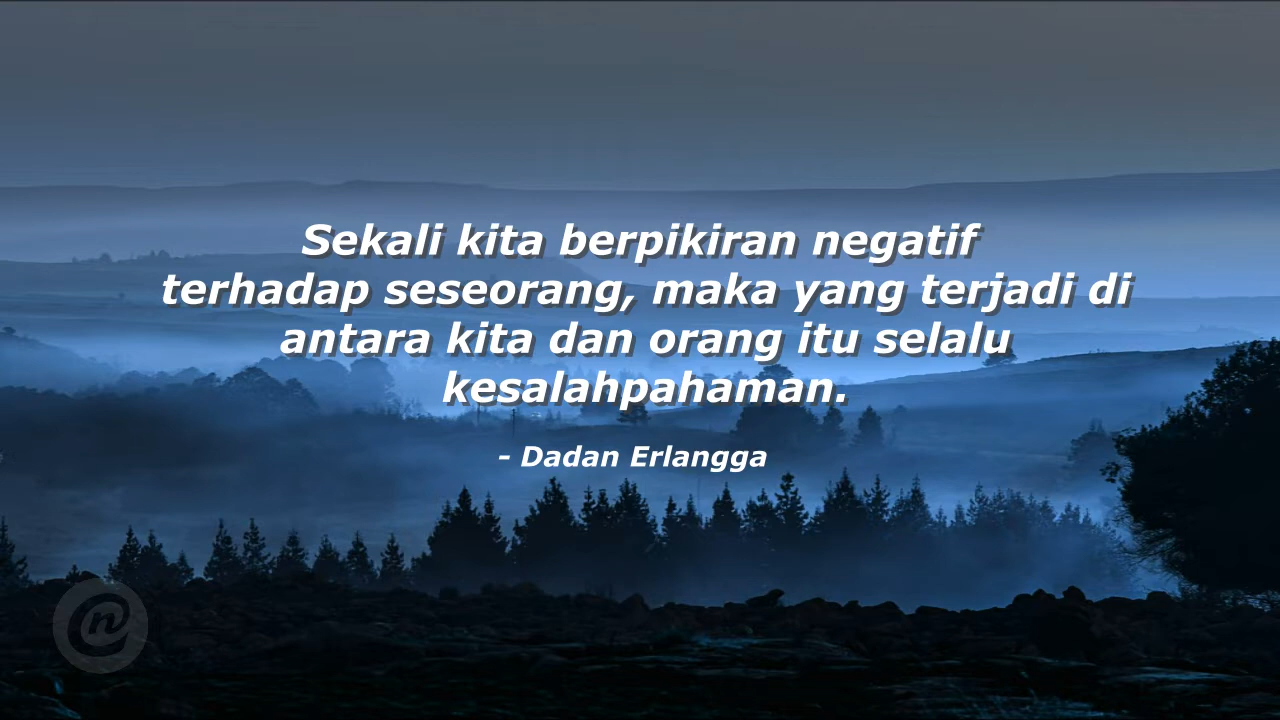 Sekali kita berpikiran negatif
terhadap seseorang, maka yang terjadi di
antara kita dan orang itu selalu
kesalahpahaman.
- Dadan Erlangga
@n